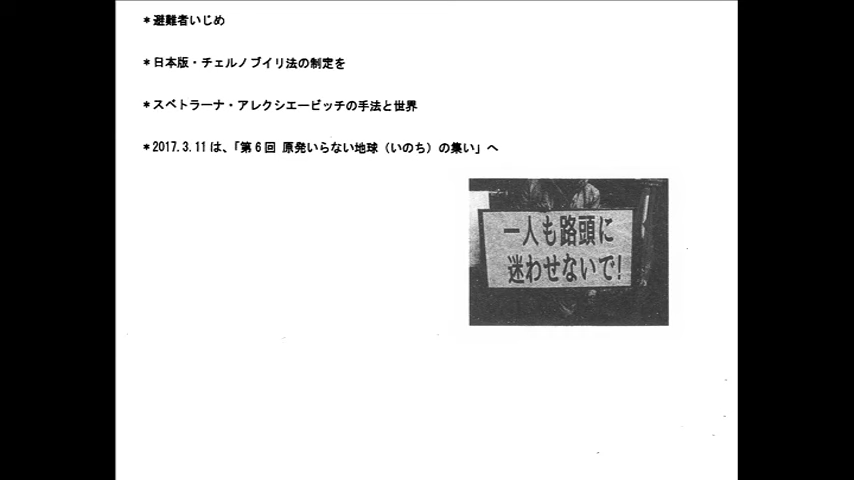 ＊避難者いじめ
＊日本版・チェルノブイリ法の制定を
＊スベトラーナ・アレクシエービッチの手法と世界
＊2017.3.11は、「第6回 原発いらない地球（いのち）の集い」へ
一人も路頭に
迷わせないで!